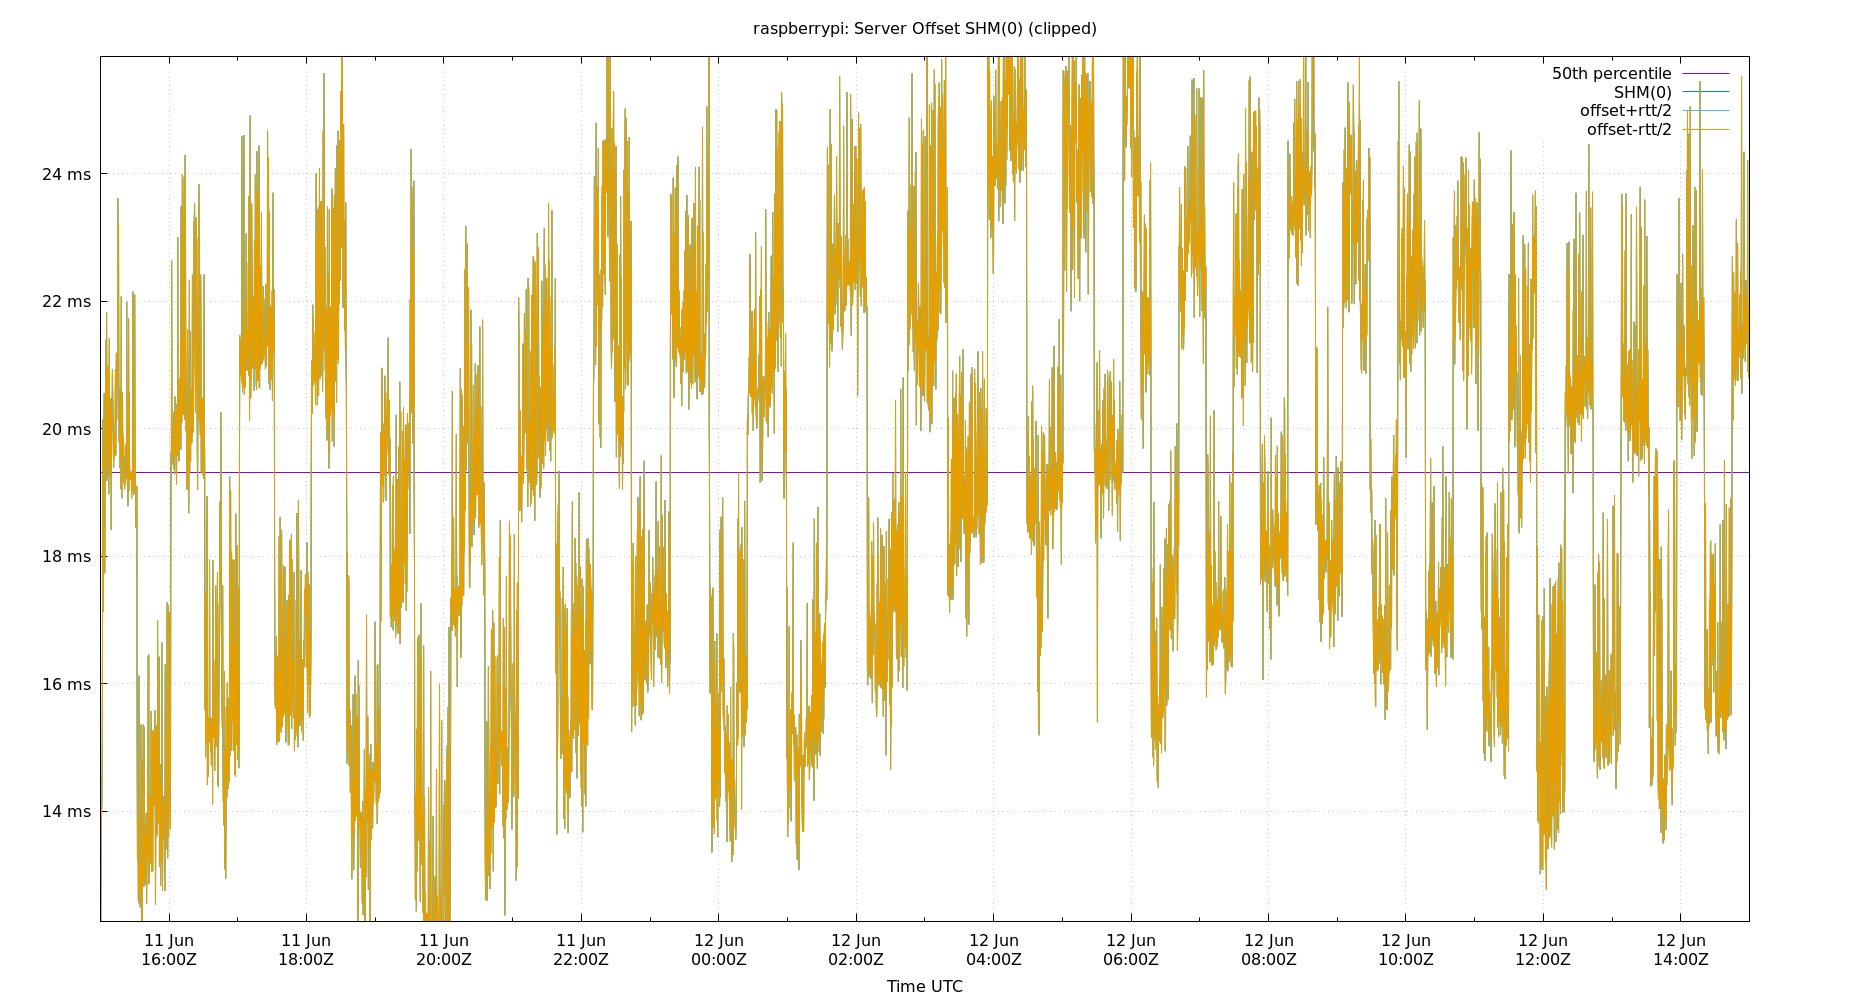 raspberrypi: Server Offset SHM(0) (clipped)
50th percentile
SHM(0)
offset+rtt/2
offset-rtt/2
24 ms
22 ms
20 ms
18 ms
16 ms
14 ms
11 Jun 11 Jun 11 Jun 11 Jun 12 Jun 12 Jun 12 Jun 12 Jun 12 Jun 12 Jun 12 Jun 12 Jun
16:00Z 18:00Z 20:00Z 22:00Z 00:00Z 02:00Z 04:00Z 06:00Z 08:00Z 10:00Z 12:00Z 14:00Z
Time UTC